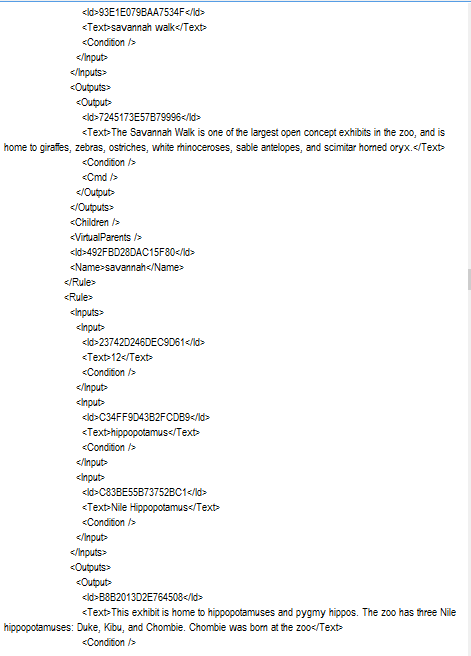 <Id>93E1E079BAA7534F</Id>
<Text>savannah walk</Text>
<Condition />
</Input>
</Inputs>
<Outputs>
<Output>
<Id>7245173E57B79996</Id>
<Text>The Savannah Walk is one of the largest open concept exhibits in the zoo, and is
home to giraffes, zebras, ostriches, white rhinoceroses, sable antelopes, and scimitar horned oryx.</Text>
<Condition />
<Cmd />
</Output>
</Outputs>
<Children />
<VirtualParents />
<Id>492FBD28DAC15F80</Id>
<Name>savannah</Name>
</Rule>
<Rule>
<Inputs>
<Input>
<Id>23742D246DEC9D61</Id>
<Text>12</Text>
<Condition />
</Input>
<Input>
<Id>C34FF9D43B2FCDB9</Id>
<Text>hippopotamus</Text>
<Condition />
</Input>
<Input>
<Id>C83BE55B73752BC1</Id>
<Text>Nile Hippopotamus</Text>
<Condition />
</Input>
</Inputs>
<Outputs>
<Output>
<Id>B8B2013D2E764508</Id>
<Text>This exhibit is home to hippopotamuses and pygmy hippos. The zoo has three Nile
hippopotamuses: Duke, Kibu, and Chombie. Chombie was born at the zoo</Text>
<Condition />